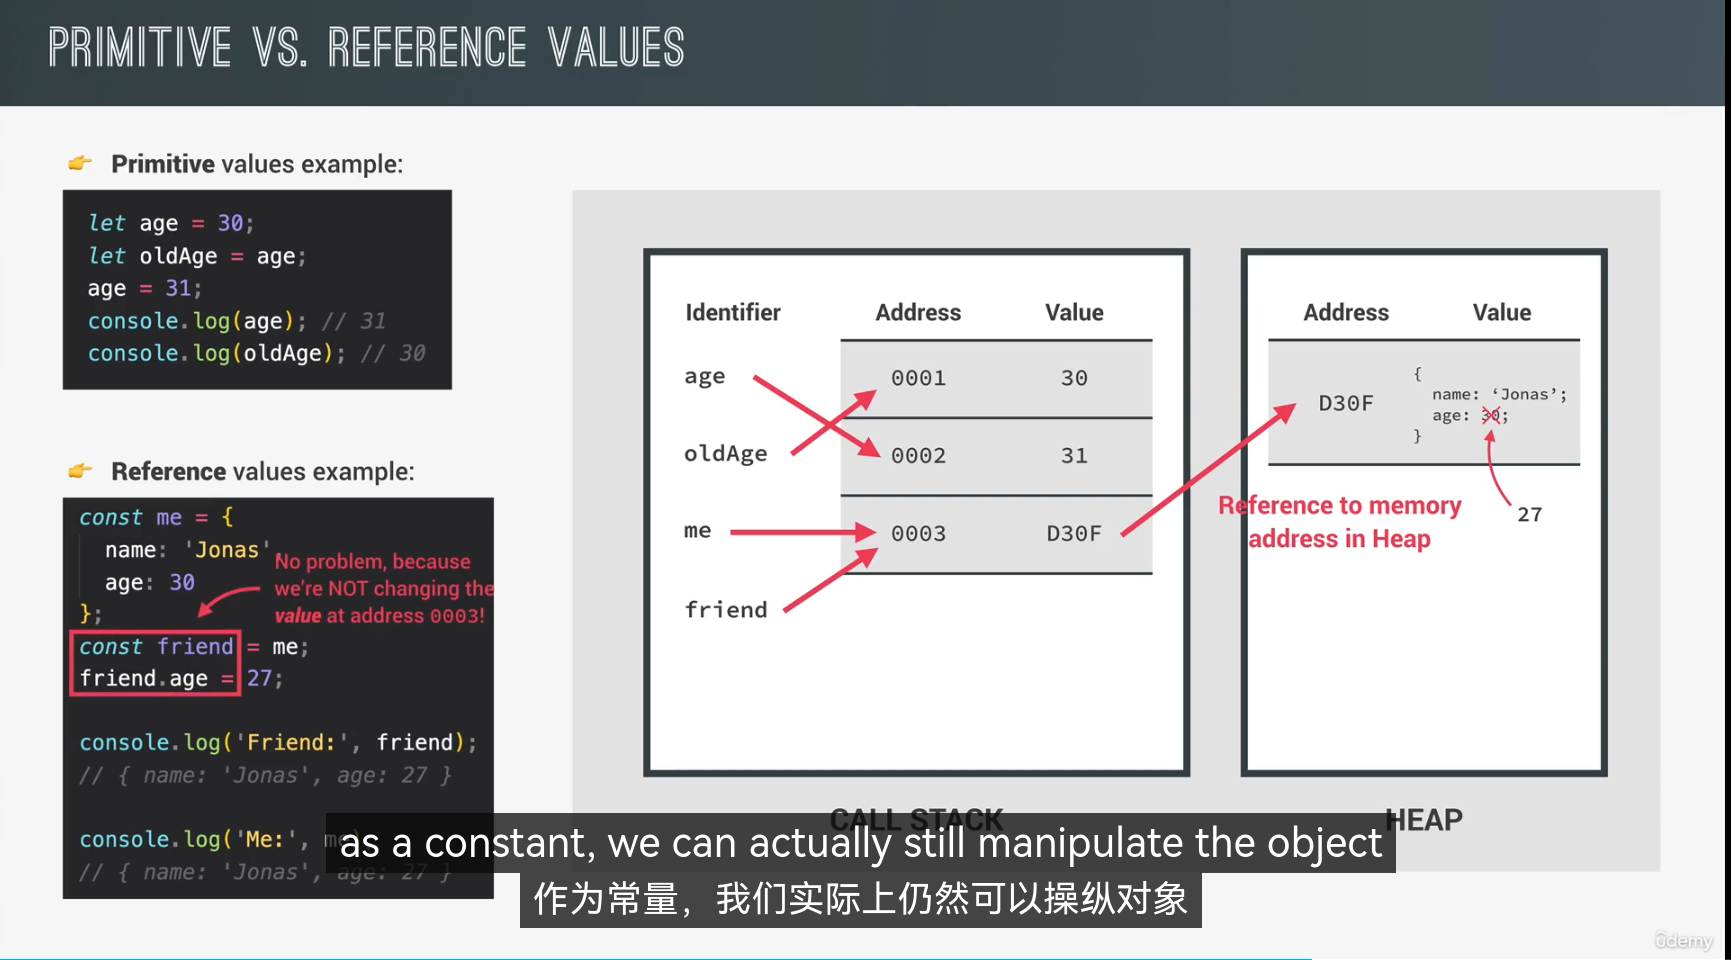 PRIMITIVE VS. REFERENCE VALUES
👉 Primitive values example:
let age = 30;
let oldAge = age;
age = 31;
console.log(age); // 31
console.log(oldAge); // 30
👉 Reference values example:
const me = {
name: 'Jonas'
age: 30
};
const friend = me;
friend.age = 27;
console.log('Friend:', friend);
// { name: 'Jonas', age: 27 }
console.log('Me:', me
// { name: 'Jonas', age: 27 }
No problem, because
we're NOT changing the
value at address 0003!
Identifier Address Value
age 0001 30
oldAge 0002 31
me 0003 D30F
friend
CALL STACK
Address Value
D30F
{
name: ‘Jonas’;
age: 30;
}
27
Reference to memory
address in Heap
HEAP
as a constant, we can actually still manipulate the object
作为常量，我们实际上仍然可以操纵对象
ûdemy